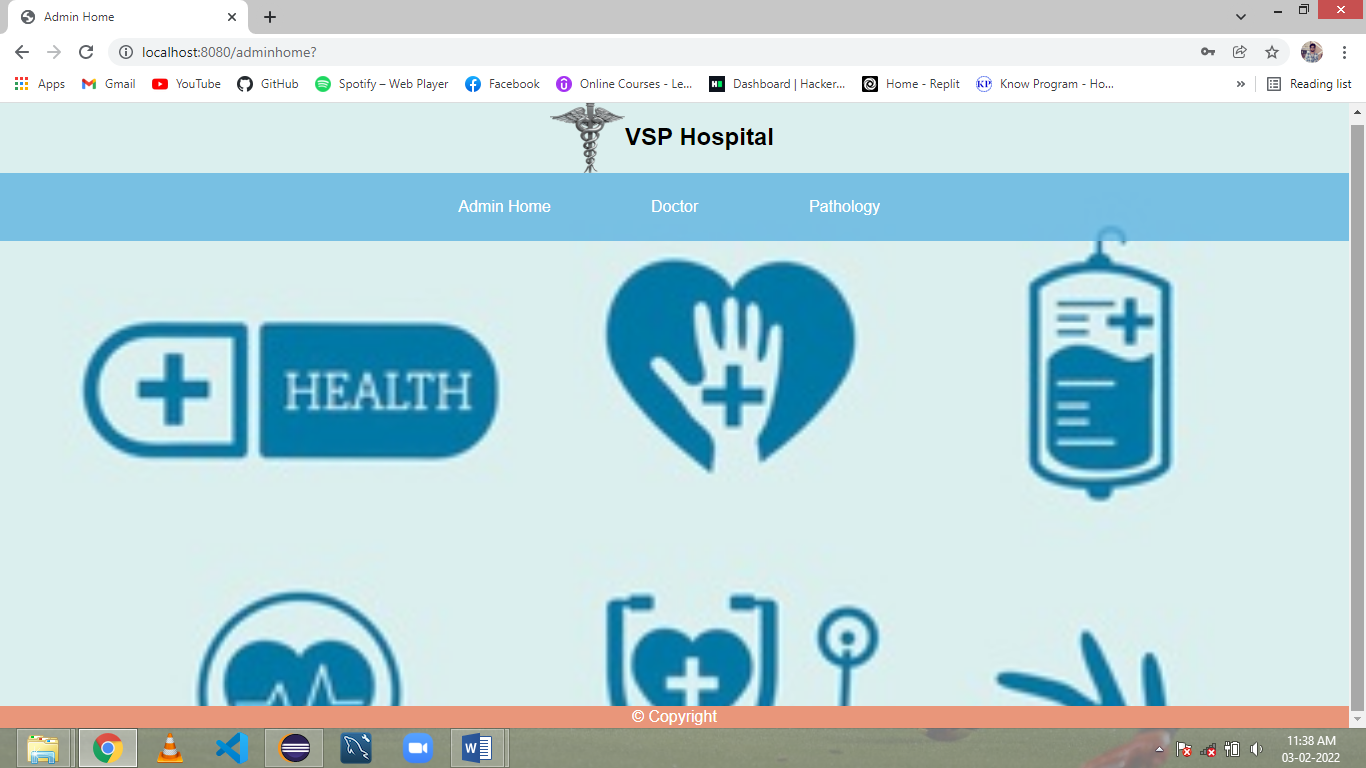 Admin Home
localhost:8080/adminhome?
Apps Gmail YouTube GitHub Spotify – Web Player Facebook Online Courses - Le... Dashboard | Hacker... Home - Replit KP Know Program - Ho... » Reading list
VSP Hospital
Admin Home Doctor Pathology
HEALTH
© Copyright
11:38 AM
03-02-2022